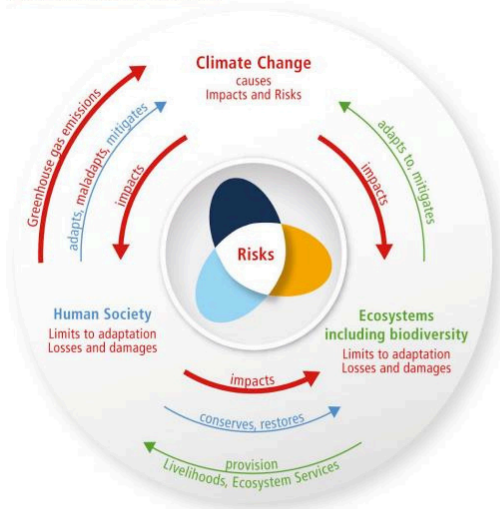 Climate Change
causes
Impacts and Risks
Greenhouse gas emissions
adapts, maladapts, mitigates
impacts
impacts
adapts to, mitigates
Risks
Human Society
Limits to adaptation
Losses and damages
Ecosystems
including biodiversity
Limits to adaptation
Losses and damages
impacts
conserves, restores
provision
Livelihoods, Ecosystem Services